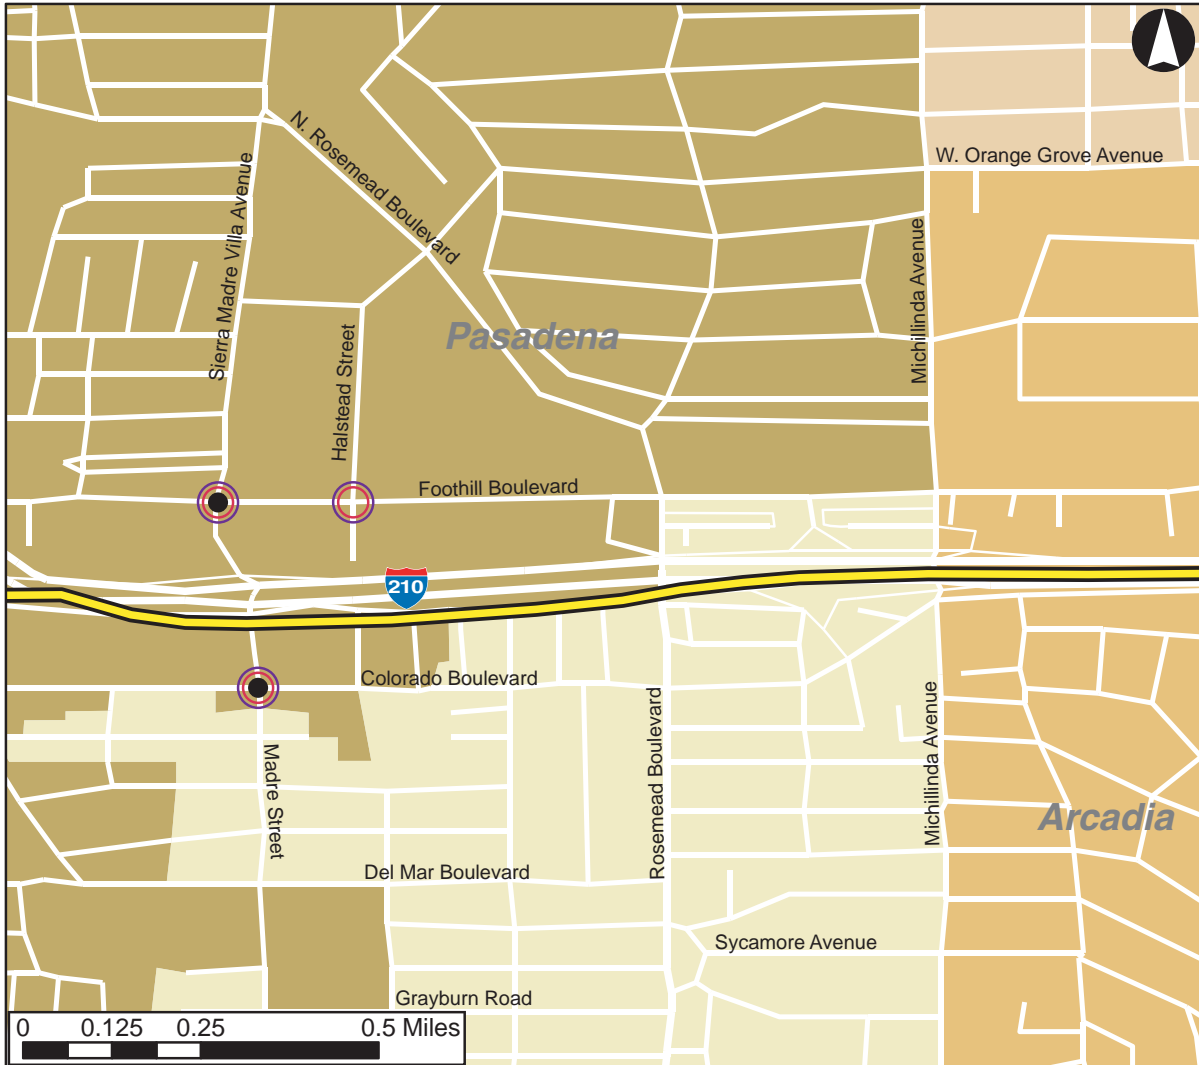 N. Rosemead Boulevard
W. Orange Grove Avenue
Sierra Madre Villa Avenue
Michillinda Avenue
Pasadena
Halstead Street
Foothill Boulevard
210
Colorado Boulevard
Rosemead Boulevard
Michillinda Avenue
Madre Street
Arcadia
Del Mar Boulevard
Sycamore Avenue
Grayburn Road
0 0.125 0.25 0.5 Miles